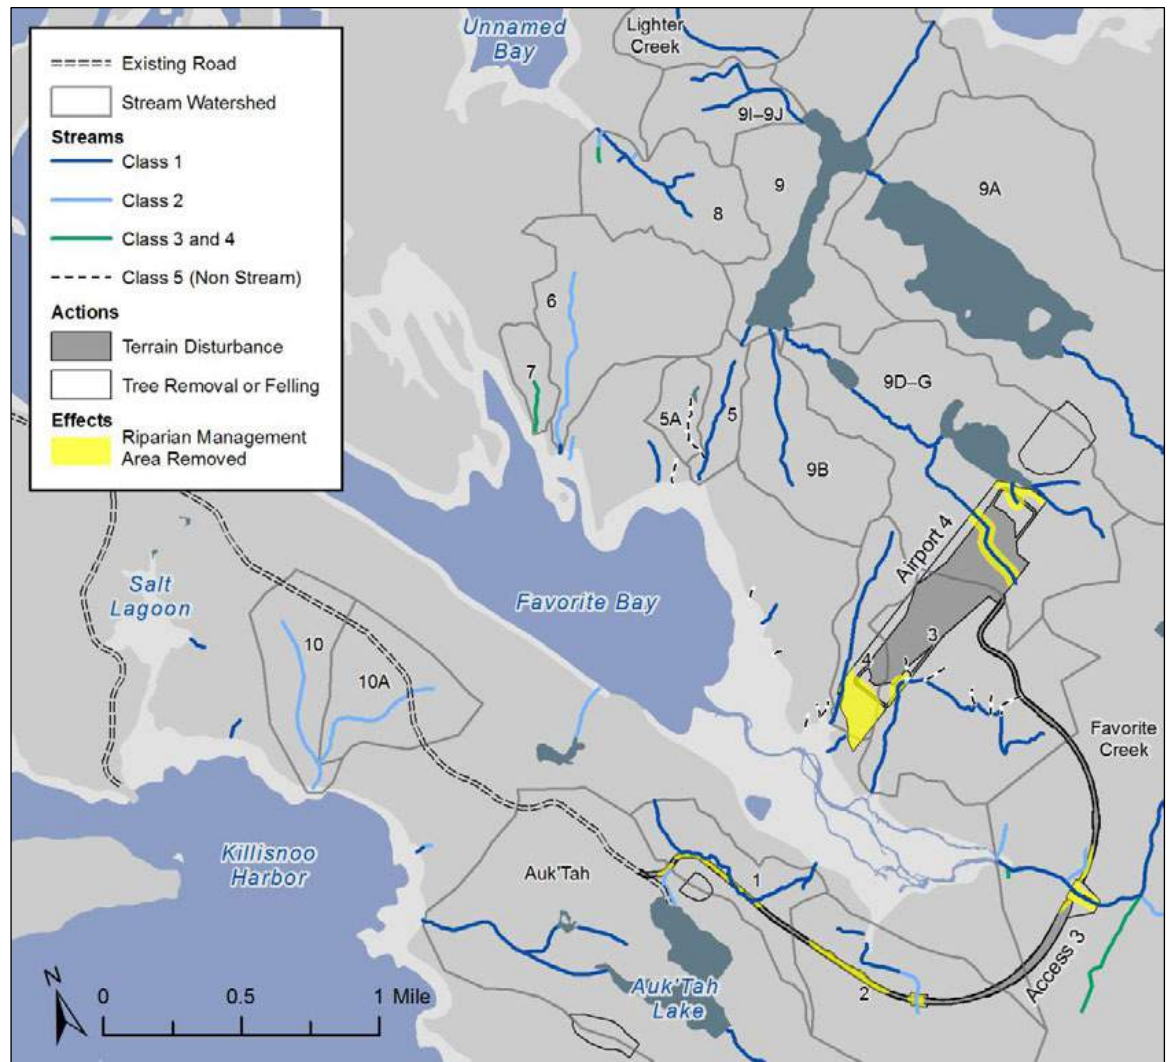 Existing Road
Stream Watershed
Streams
Class 1
Class 2
Class 3 and 4
Class 5 (Non Stream)
Actions
Terrain Disturbance
Tree Removal or Felling
Effects
Riparian Management
Area Removed
Unnamed
Bay
Lighter
Creek
9I–9J
9
9A
8
6
7
9D–G
5A
5
9B
Airport 4
Salt
Lagoon
Favorite Bay
3
4
10
10A
Favorite
Creek
Killisnoo
Harbor
Auk'Tah
1
Access 3
2
Auk'Tah
Lake
N
0 0.5 1 Mile